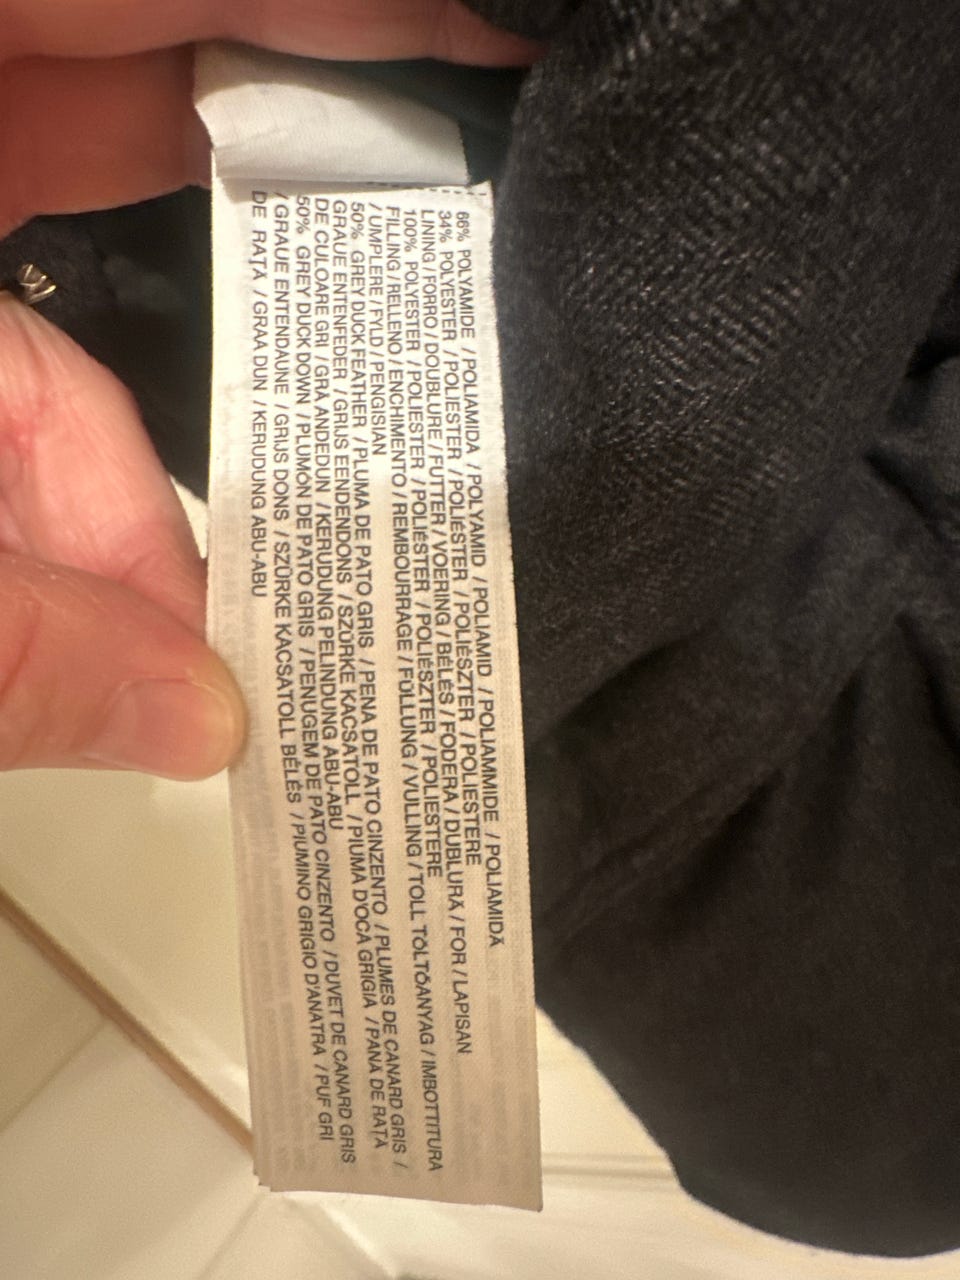 66% POLYAMIDE / POLIAMIDA / POLYAMID / POLIAMID / POLIAMMIDE / POLIAMIDĂ
34% POLYESTER / POLIESTER / POLIÉSTER / POLIÉSZTER / POLIESTERE
LINING / FORRO / DOUBLURE / FUTTER / VOERING / BÉLÉS / FODERA / DUBLURĂ / FOR / LAPISAN
100% POLYESTER / POLIESTER / POLIÉSTER / POLIÉSZTER / POLIESTERE
FILLING / RELLENO / ENCHIMENTO / REMBOURRAGE / FÜLLUNG / VULLING / TOLL TÖLTŐANYAG / IMBOTTITURA
/ UMPLERE / FYLD / PENGISIAN
50% GREY DUCK FEATHER / PLUMA DE PATO GRIS / PENA DE PATO CINZENTO / PLUMES DE CANARD GRIS /
GRAUE ENTENFEDER / GRIJS EENDENDONS / SZÜRKE KACSATOLL / PIUMA D'OCA GRIGIA / PANĂ DE RAȚĂ
DE CULOARE GRI / GRÅ ANDEDUN / KERUDUNG PELINDUNG ABU-ABU
50% GREY DUCK DOWN / PLUMÓN DE PATO GRIS / PENUGEM DE PATO CINZENTO / DUVET DE CANARD GRIS
/ GRAUE ENTENDAUNE / GRIJS DONS / SZÜRKE KACSATOLL BÉLÉS / PIUMINO GRIGIO D'ANATRA / PUF GRI
DE RAȚĂ / GRAA DUN / KERUDUNG ABU-ABU